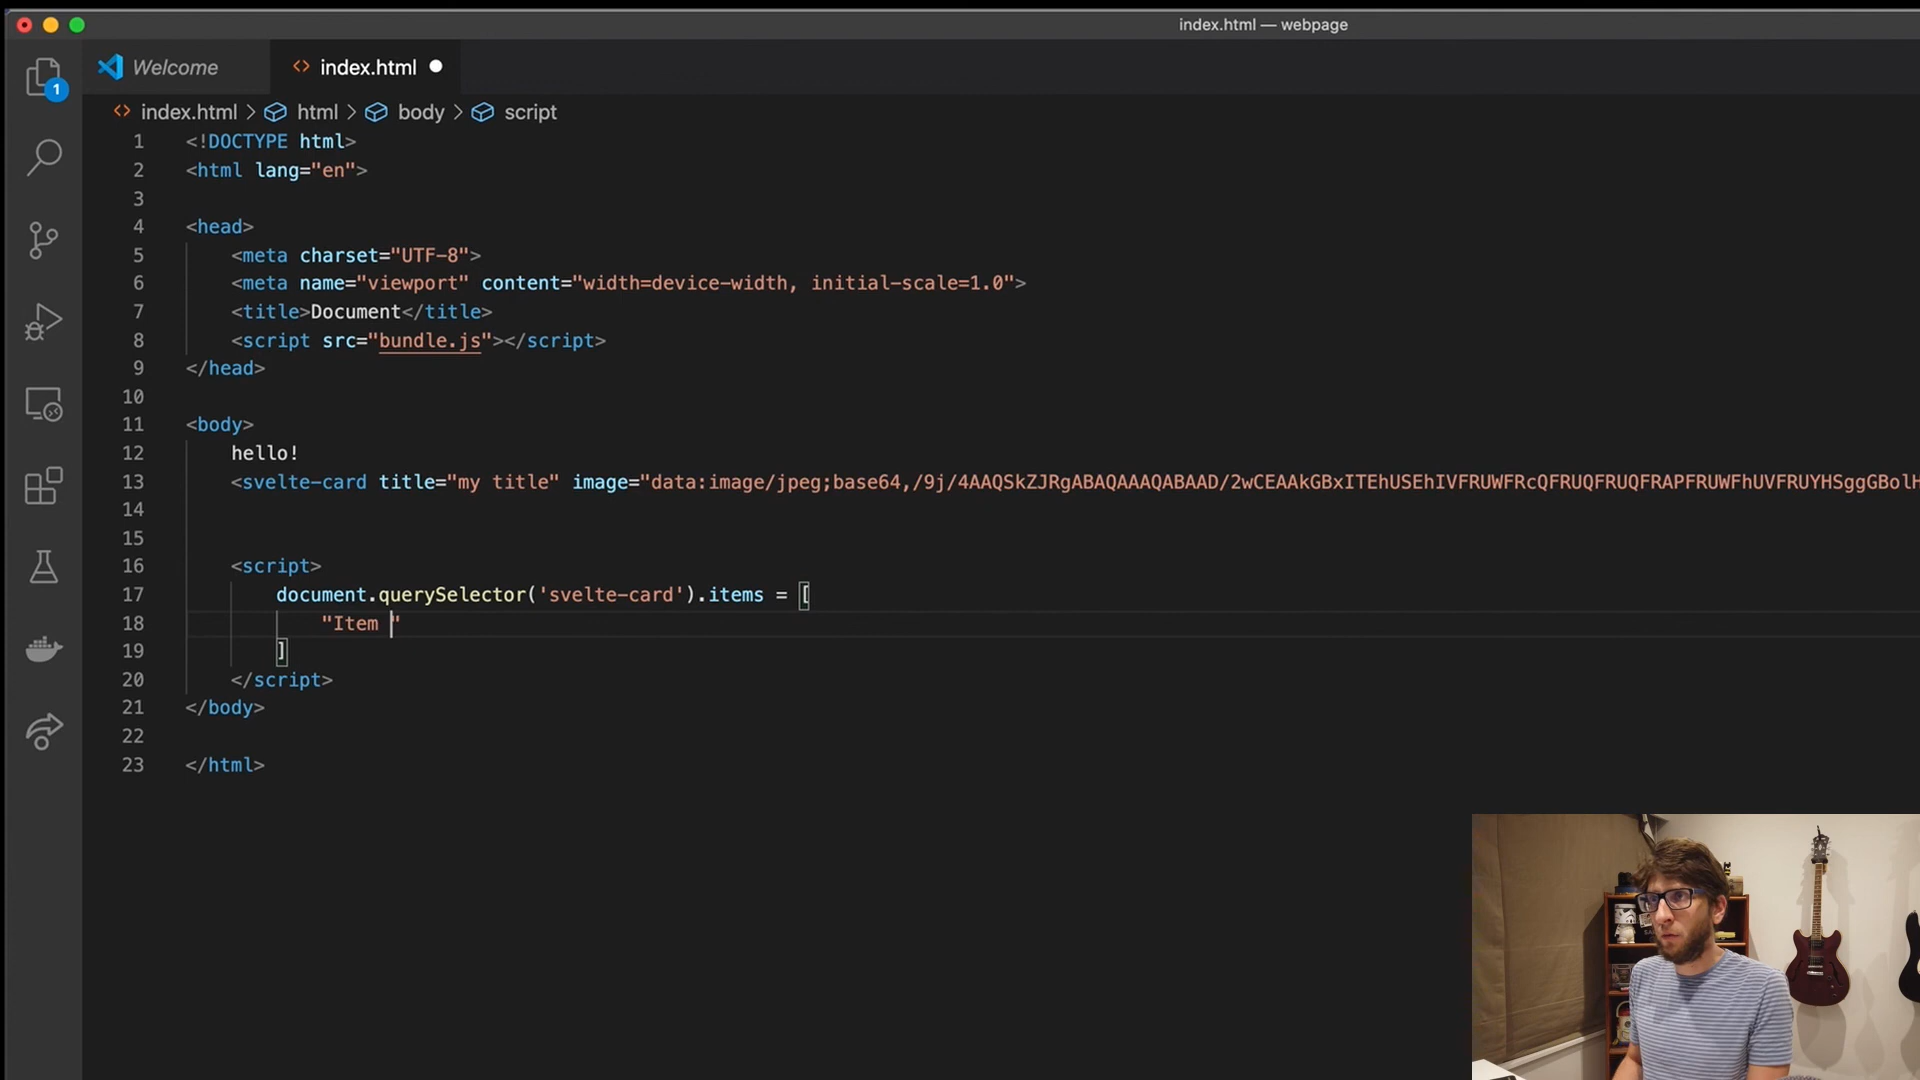 index.html — webpage
Welcome
index.html
1
index.html > html > body > script
1 <!DOCTYPE html>
2 <html lang="en">
3
4 <head>
5 <meta charset="UTF-8">
6 <meta name="viewport" content="width=device-width, initial-scale=1.0">
7 <title>Document</title>
8 <script src="bundle.js"></script>
9 </head>
10
11 <body>
12 hello!
13 <svelte-card title="my title" image="data:image/jpeg;base64,/9j/4AAQSkZJRgABAQAAAQABAAD/2wCEAAkGBxITEhUSEhIVFRUWFRcQFRUQFRUQFRAPFRUWFhUVFRUYHSggGBolH
14
15
16 <script>
17 document.querySelector('svelte-card').items = [
18 "Item "
19 ]
20 </script>
21 </body>
22
23 </html>